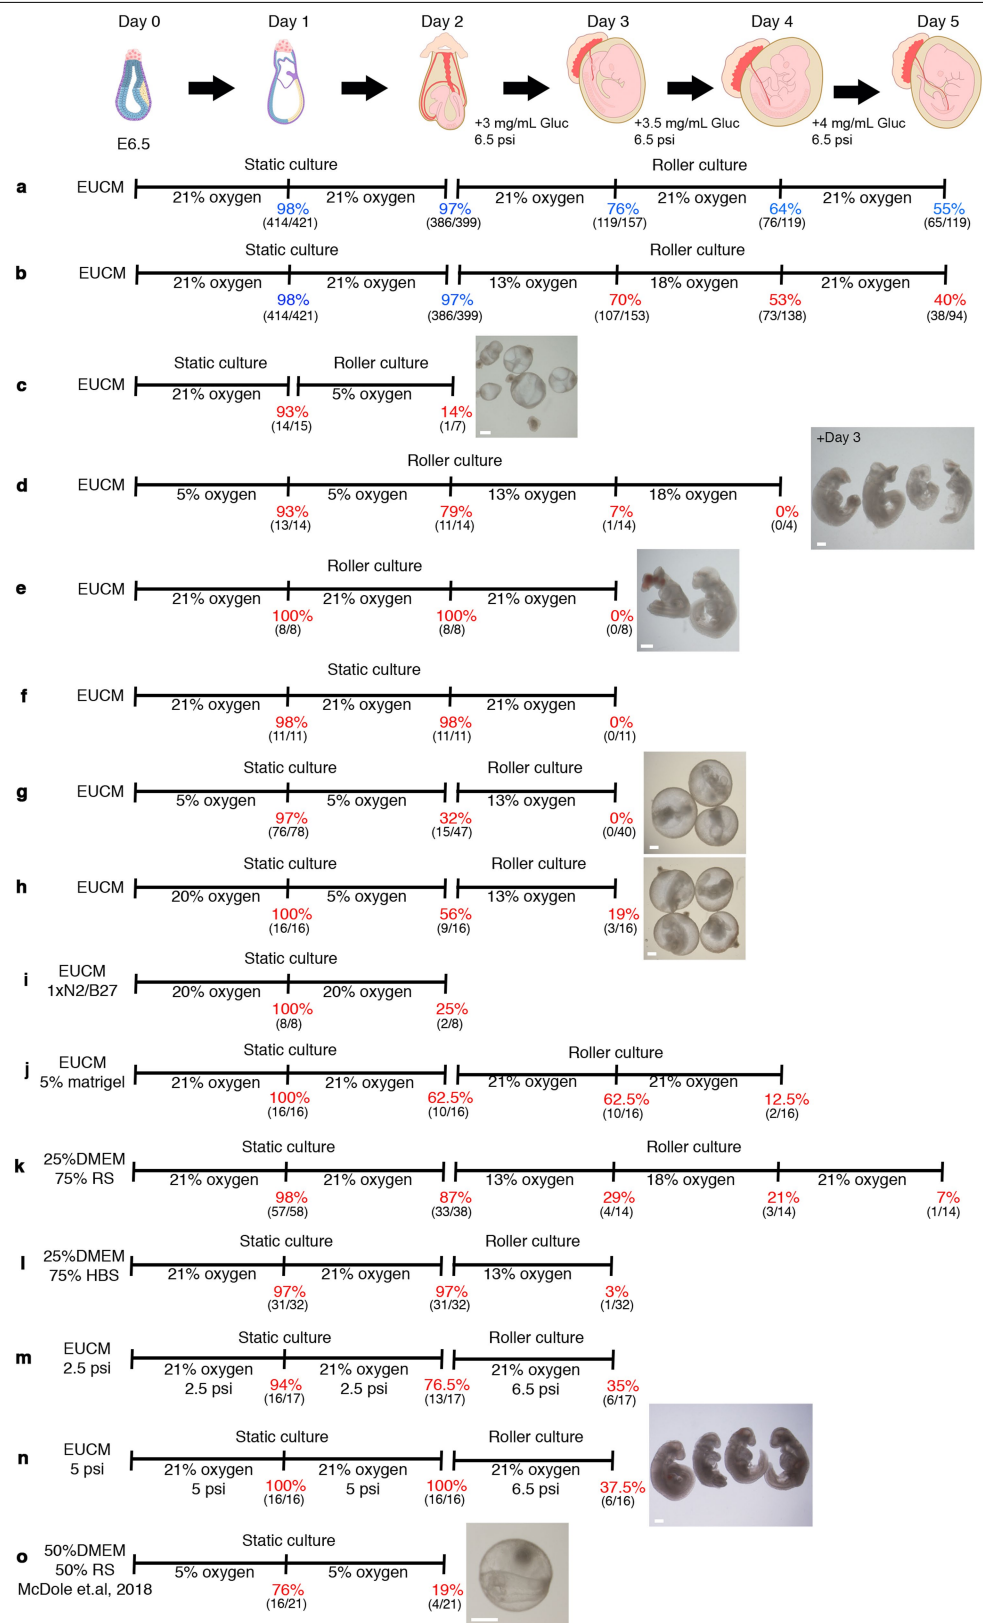 Day 0 Day 1 Day 2 Day 3 Day 4 Day 5
+3 mg/mL Gluc +3.5 mg/mL Gluc +4 mg/mL Gluc
6.5 psi 6.5 psi 6.5 psi
E6.5
Static culture Roller culture
a EUCM
21% oxygen 21% oxygen 21% oxygen 21% oxygen 21% oxygen
98% 97% 76% 64% 55%
(414/421) (386/399) (119/157) (76/119) (65/119)
Static culture Roller culture
b EUCM
21% oxygen 21% oxygen 13% oxygen 18% oxygen 21% oxygen
98% 97% 70% 53% 40%
(414/421) (386/399) (107/153) (73/138) (38/94)
Static culture Roller culture
c EUCM
21% oxygen 5% oxygen
93% 14%
(14/15) (1/7)
+Day 3
Roller culture
d EUCM
5% oxygen 5% oxygen 13% oxygen 18% oxygen
93% 79% 7% 0%
(13/14) (11/14) (1/14) (0/4)
Roller culture
e EUCM
21% oxygen 21% oxygen 21% oxygen
100% 100% 0%
(8/8) (8/8) (0/8)
Static culture
f EUCM
21% oxygen 21% oxygen 21% oxygen
98% 98% 0%
(11/11) (11/11) (0/11)
Static culture Roller culture
g EUCM
5% oxygen 5% oxygen 13% oxygen
97% 32% 0%
(76/78) (15/47) (0/40)
Static culture Roller culture
h EUCM
20% oxygen 5% oxygen 13% oxygen
100% 56% 19%
(16/16) (9/16) (3/16)
Static culture
i EUCM
1xN2/B27
20% oxygen 20% oxygen
100% 25%
(8/8) (2/8)
Static culture Roller culture
j EUCM
5% matrigel
21% oxygen 21% oxygen 21% oxygen 21% oxygen
100% 62.5% 62.5% 12.5%
(16/16) (10/16) (10/16) (2/16)
Static culture Roller culture
k 25%DMEM
75% RS
21% oxygen 21% oxygen 13% oxygen 18% oxygen 21% oxygen
98% 87% 29% 21% 7%
(57/58) (33/38) (4/14) (3/14) (1/14)
Static culture Roller culture
l 25%DMEM
75% HBS
21% oxygen 21% oxygen 13% oxygen
97% 97% 3%
(31/32) (31/32) (1/32)
Static culture Roller culture
m EUCM
2.5 psi
21% oxygen 21% oxygen 21% oxygen
2.5 psi 2.5 psi 6.5 psi
94% 76.5% 35%
(16/17) (13/17) (6/17)
Static culture Roller culture
n EUCM
5 psi
21% oxygen 21% oxygen 21% oxygen
5 psi 5 psi 6.5 psi
100% 100% 37.5%
(16/16) (16/16) (6/16)
Static culture
o 50%DMEM
50% RS
McDole et.al, 2018
5% oxygen 5% oxygen
76% 19%
(16/21) (4/21)